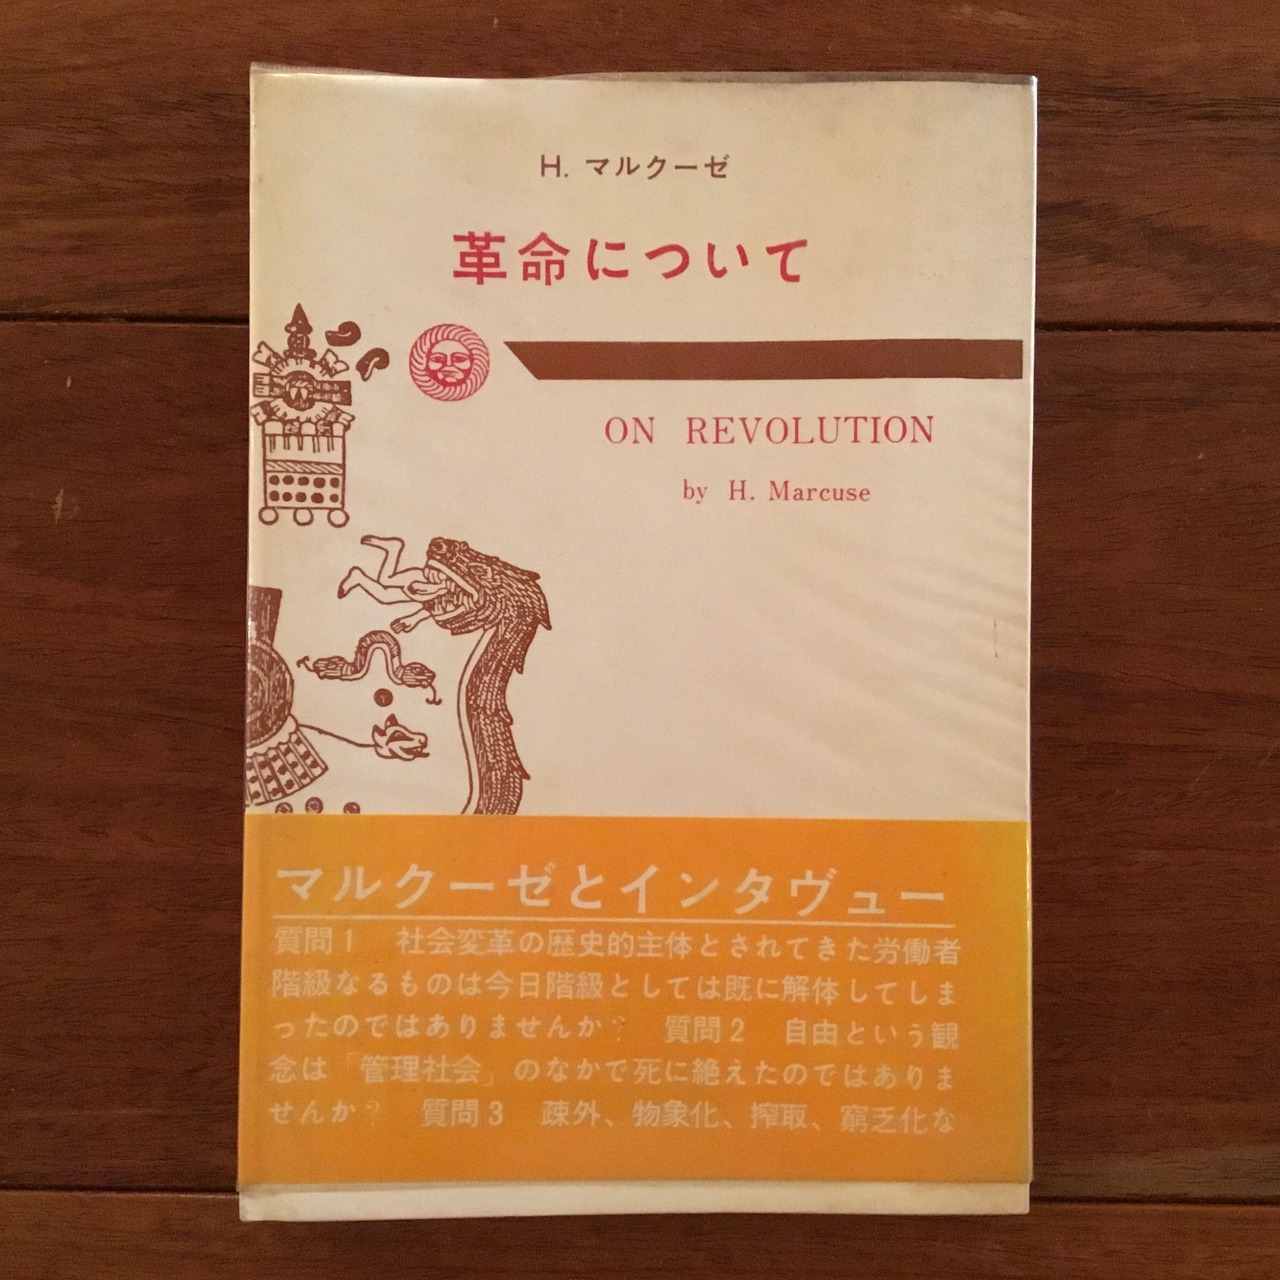 H. マルクーゼ
革命について
ON REVOLUTION
by H. Marcuse
マルクーゼとインタヴュー
質問1 社会変革の歴史的主体とされてきた労働者
階級なるものは今日階級としては既に解体してしま
ったのではありませんか? 質問2 自由という観
念は「管理社会」のなかで死に絶えたのではありま
せんか? 質問3 疎外、物象化、搾取、窮乏化な